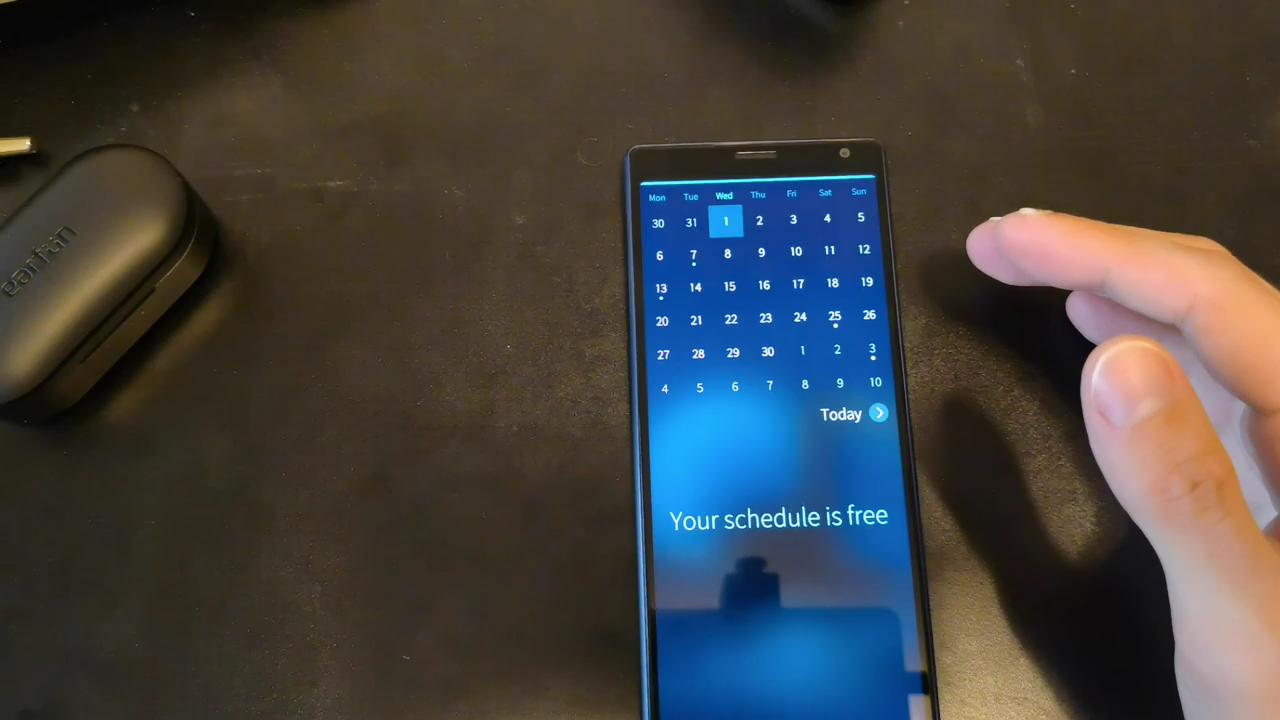 earfun
Mon Tue Wed Thu Fri Sat Sun
30 31 1 2 3 4 5
6 7 8 9 10 11 12
13 14 15 16 17 18 19
20 21 22 23 24 25 26
27 28 29 30 1 2 3
4 5 6 7 8 9 10
Today
Your schedule is free